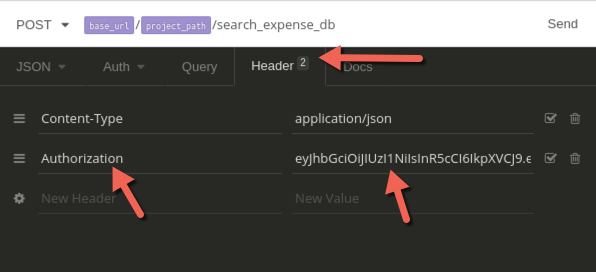 POST base_url/project_path/search_expense_db Send
JSON Auth Query Header 2 Docs
Content-Type application/json
Authorization eyJhbGciOiJIUzI1NiIsInR5cCI6IkpXVCJ9.e
New Header New Value